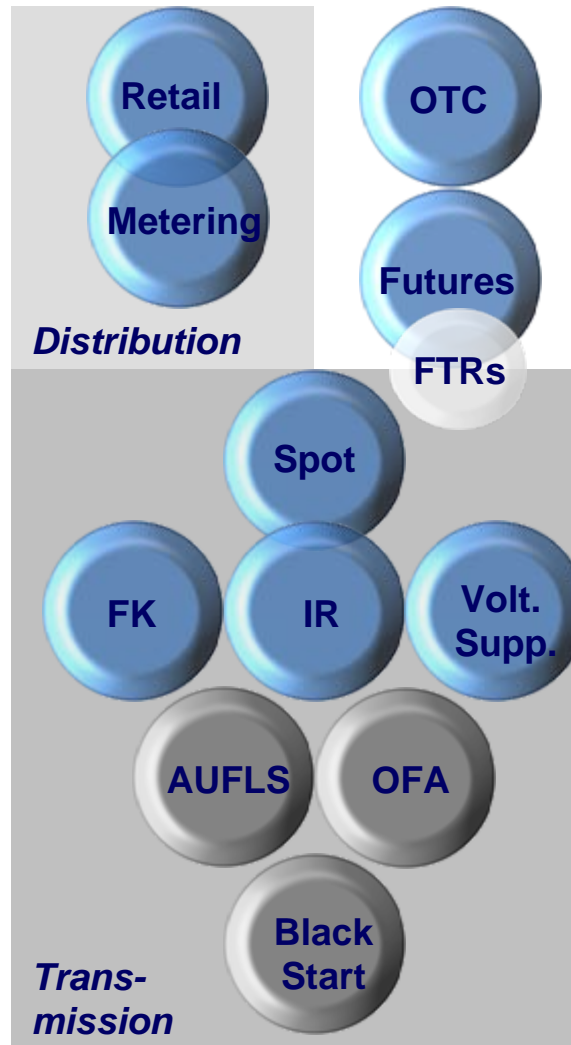 Retail
OTC
Metering
Futures
Distribution
FTRs
Spot
FK
IR
Volt.
Supp.
AUFLS
OFA
Black
Start
Trans-
mission